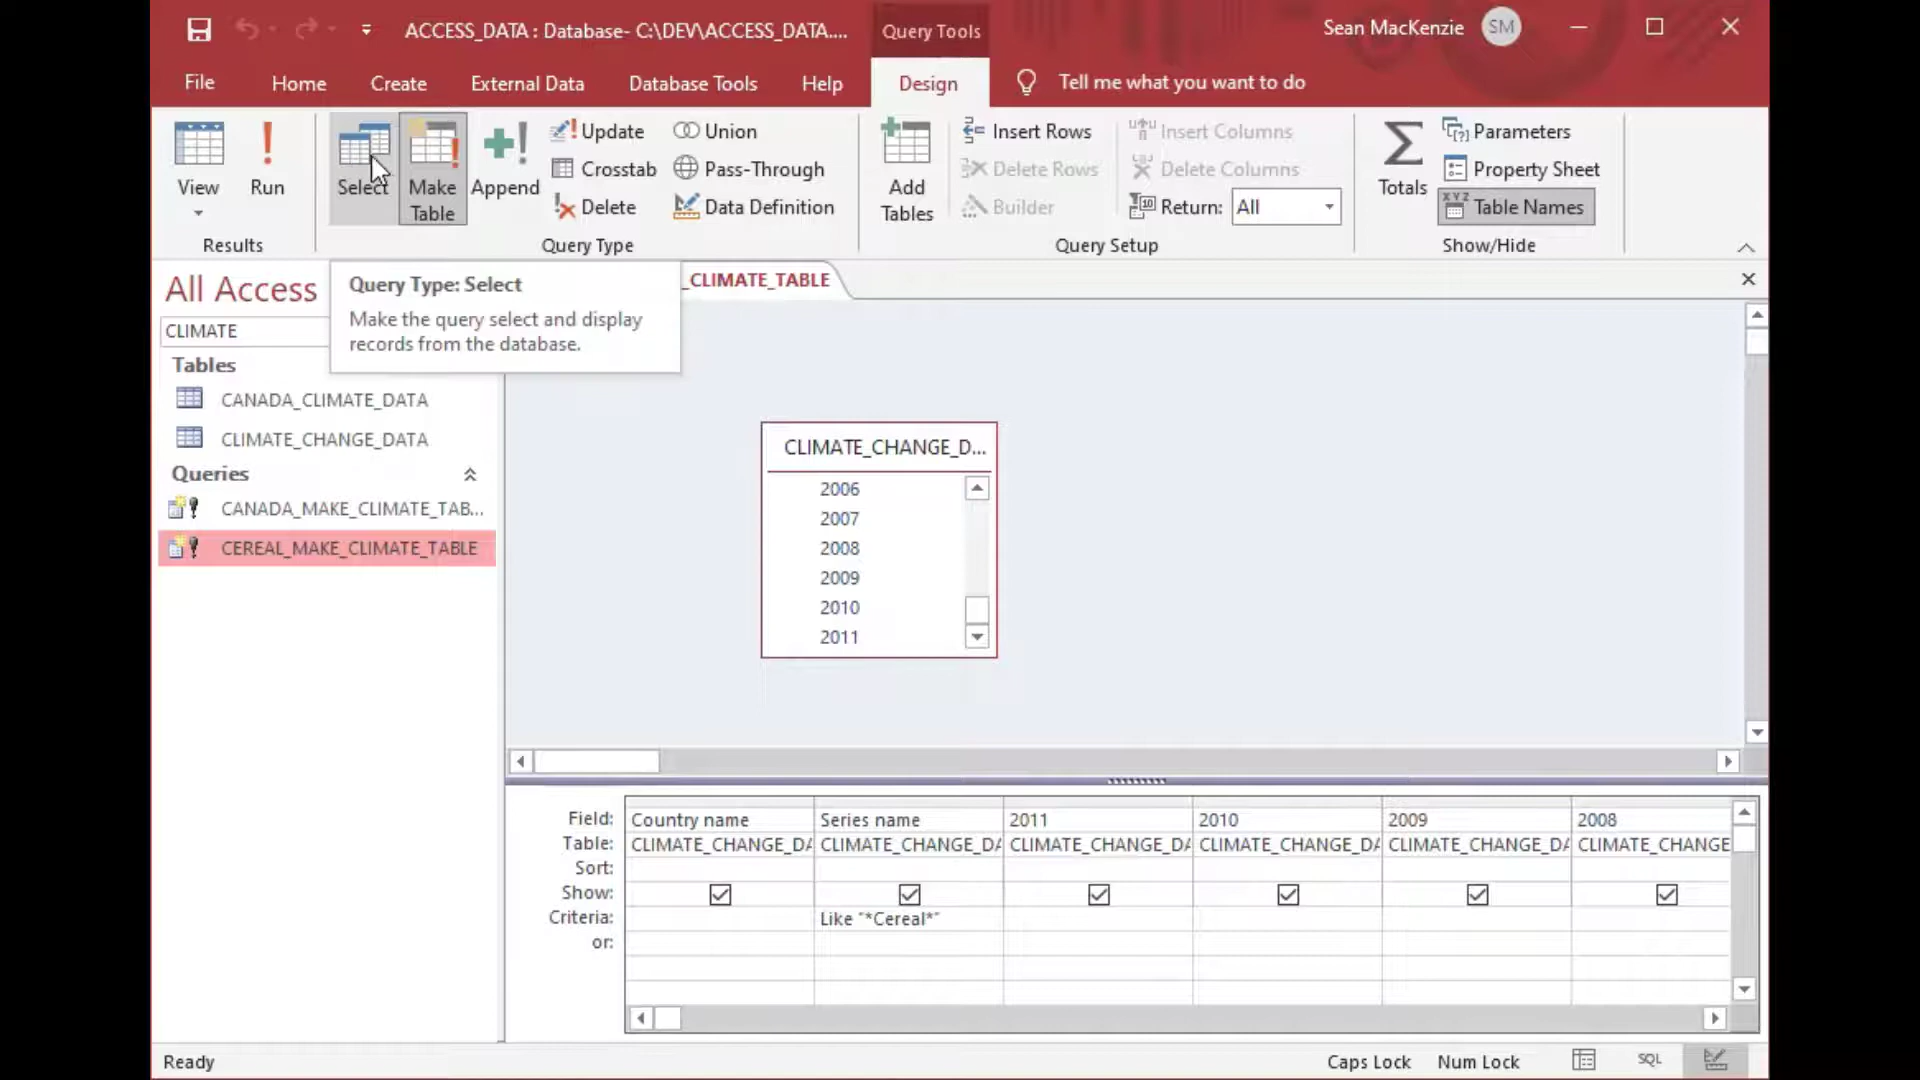 ACCESS_DATA : Database- C:\DEV\ACCESS_DATA....
Query Tools
Sean MacKenzie
SM
File
Home
Create
External Data
Database Tools
Help
Design
Tell me what you want to do
View
Run
Results
Select
Make
Table
Append
Update
Crosstab
Delete
Union
Pass-Through
Data Definition
Query Type
Add
Tables
Insert Rows
Delete Rows
Builder
Insert Columns
Delete Columns
Return:
All
Query Setup
Totals
Parameters
Property Sheet
Table Names
Show/Hide
All Access
CLIMATE
Query Type: Select
Make the query select and display
records from the database.
_CLIMATE_TABLE
Tables
CANADA_CLIMATE_DATA
CLIMATE_CHANGE_DATA
Queries
CANADA_MAKE_CLIMATE_TAB...
CEREAL_MAKE_CLIMATE_TABLE
CLIMATE_CHANGE_D...
2006
2007
2008
2009
2010
2011
Field: Country name Series name 2011 2010 2009 2008
Table: CLIMATE_CHANGE_DA CLIMATE_CHANGE_DA CLIMATE_CHANGE_DA CLIMATE_CHANGE_DA CLIMATE_CHANGE_DA CLIMATE_CHANGE
Sort:
Show:
Criteria: Like "*Cereal*"
or:
Ready
Caps Lock
Num Lock
SQL